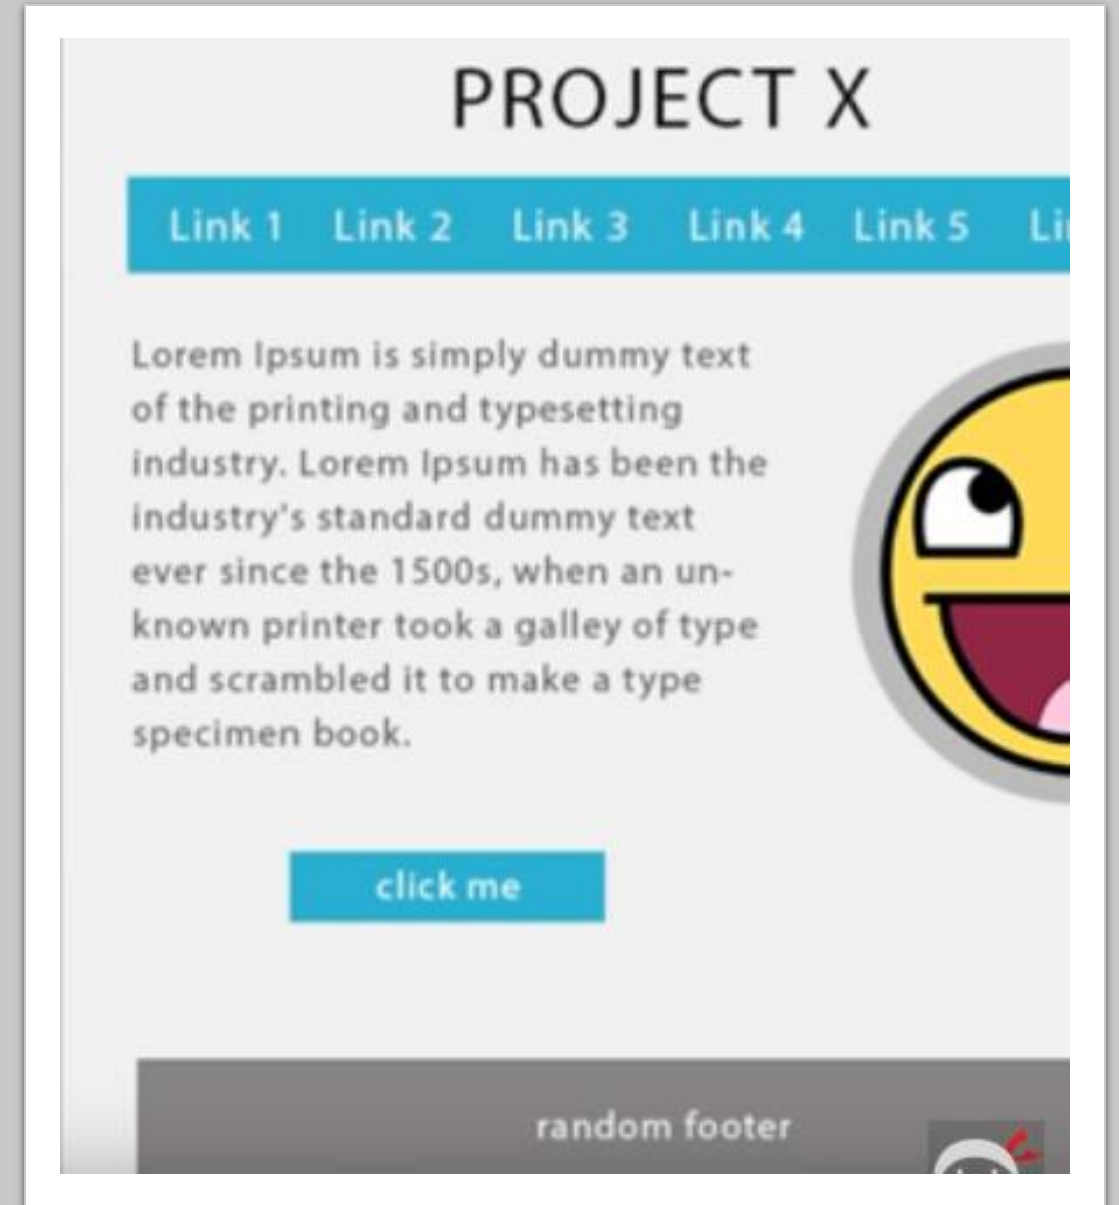 PROJECT X
Link 1 Link 2 Link 3 Link 4 Link 5
Lorem Ipsum is simply dummy text
of the printing and typesetting
industry. Lorem Ipsum has been the
industry's standard dummy text
ever since the 1500s, when an un-
known printer took a galley of type
and scrambled it to make a type
specimen book.
click me
random footer